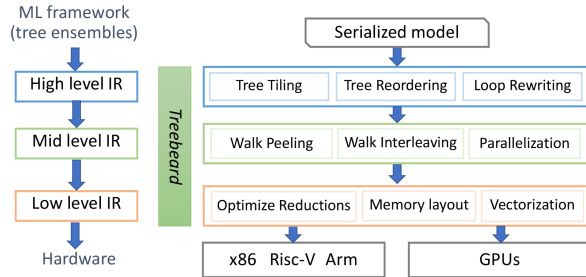 ML framework
(tree ensembles)
High level IR
Mid level IR
Low level IR
Hardware
Treebeard
Serialized model
Tree Tiling
Tree Reordering
Loop Rewriting
Walk Peeling
Walk Interleaving
Parallelization
Optimize Reductions
Memory layout
Vectorization
x86 Risc-V Arm
GPUs